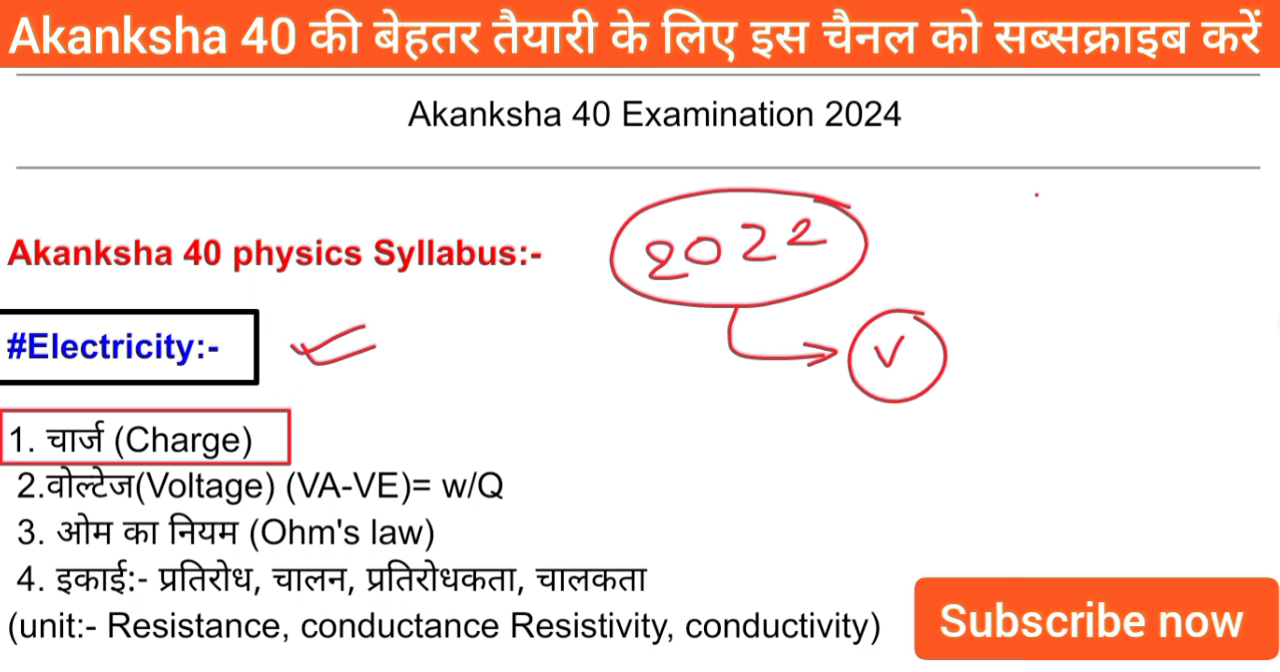 Akanksha 40 की बेहतर तैयारी के लिए इस चैनल को सब्सक्राइब करें
Akanksha 40 Examination 2024
Akanksha 40 physics Syllabus:-
2022
#Electricity:-
1. चार्ज (Charge)
2.वोल्टेज(Voltage) (VA-VE)= w/Q
3. ओम का नियम (Ohm's law)
4. इकाई:- प्रतिरोध, चालन, प्रतिरोधकता, चालकता
(unit:- Resistance, conductance Resistivity, conductivity)
Subscribe now